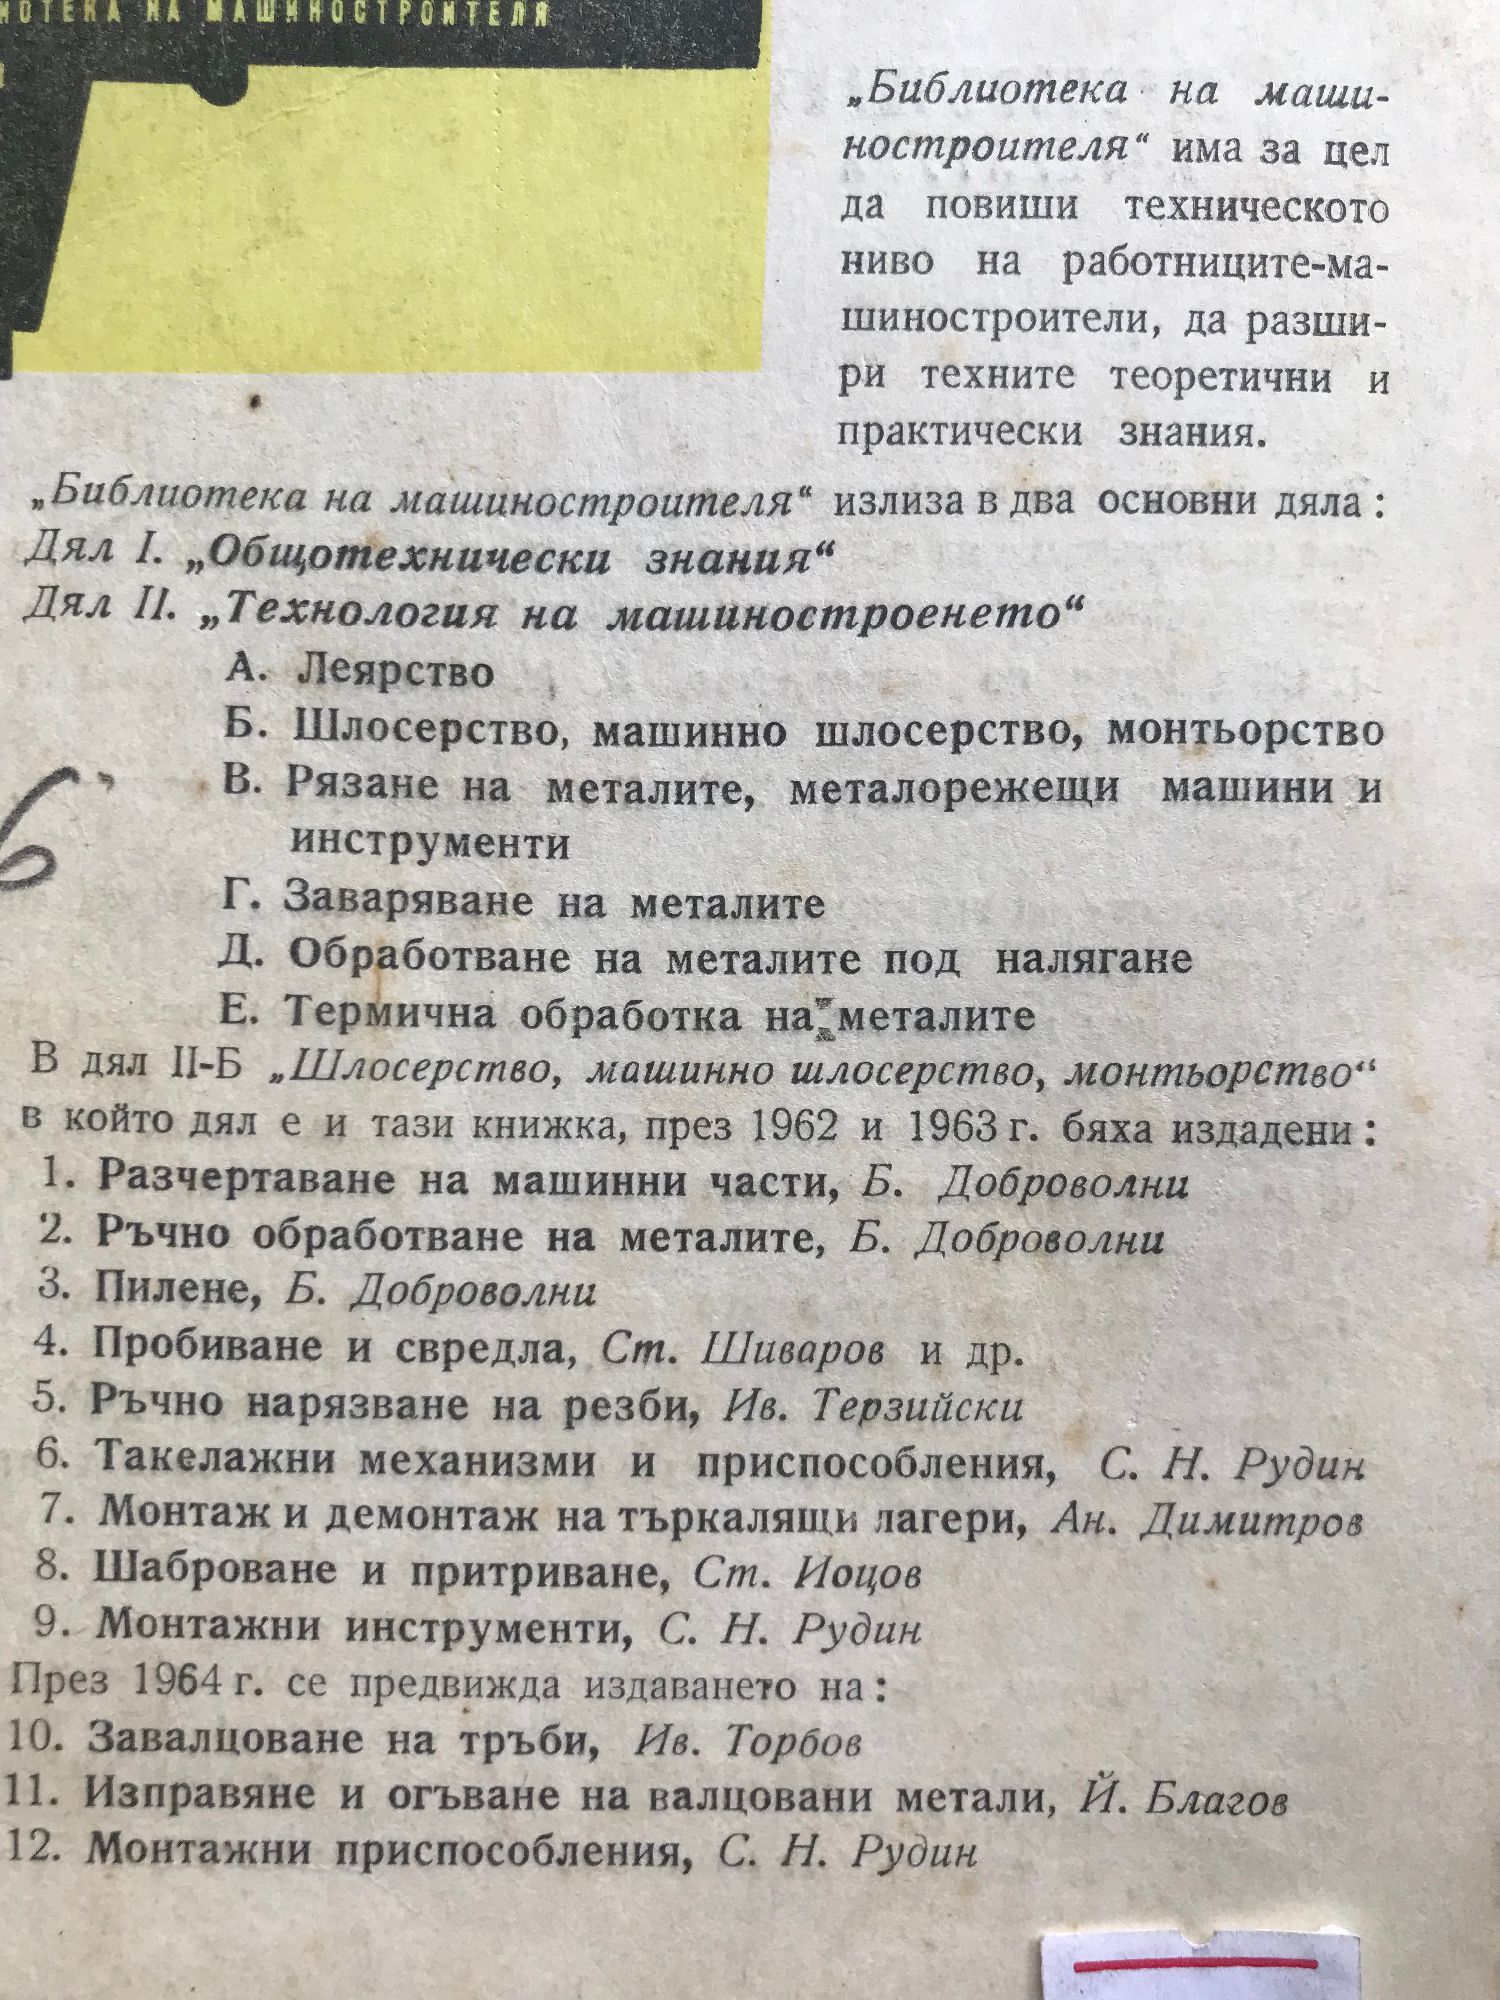 НА МАШИНОСТРОИТЕЛЯ
„Библиотека на маши-
ностроителя“ има за цел
да повиши техническото
ниво на работниците-ма-
шиностроители, да разши-
ри техните теоретични и
практически знания.
„Библиотека на машиностроителя“ излиза в два основни дяла :
Дял I. „Общотехнически знания“
Дял II. „Технология на машиностроенето“
А. Леярство
Б. Шлосерство, машинно шлосерство, монтьорство
В. Рязане на металите, металорежещи машини и
инструменти
Г. Заваряване на металите
Д. Обработване на металите под налягане
Е. Термична обработка на металите
В дял II-Б „Шлосерство, машинно шлосерство, монтьорство“
в който дял е и тази книжка, през 1962 и 1963 г. бяха издадени :
1. Разчертаване на машинни части, Б. Доброволни
2. Ръчно обработване на металите, Б. Доброволни
3. Пилене, Б. Доброволни
4. Пробиване и свредла, Ст. Шиваров и др.
5. Ръчно нарязване на резби, Ив. Терзийски
6. Такелажни механизми и приспособления, С. Н. Рудин
7. Монтаж и демонтаж на търкалящи лагери, Ан. Димитров
8. Шаброване и притриване, Ст. Иоцов
9. Монтажни инструменти, С. Н. Рудин
През 1964 г. се предвижда издаването на :
10. Завалцоване на тръби, Ив. Торбов
11. Изправяне и огъване на валцовани метали, Й. Благов
12. Монтажни приспособления, С. Н. Рудин